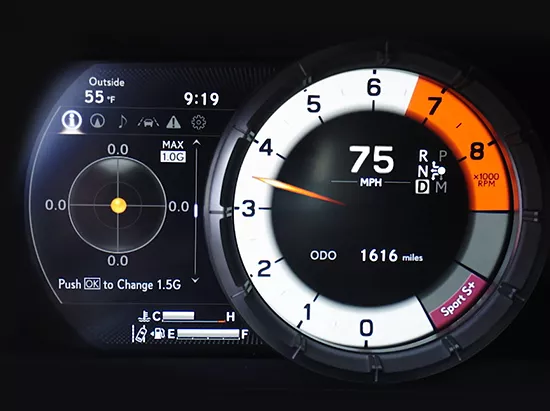 Outside
55 °F
9:19
MAX
1.0G
0.0
0.0
0.0
0.0
Push OK to Change 1.5G
C H
E F
0
.2
3
4
5
6
7
8
×1000
RPM
75
MPH
R P
N
D M
ODO 1616 miles
Sport S+